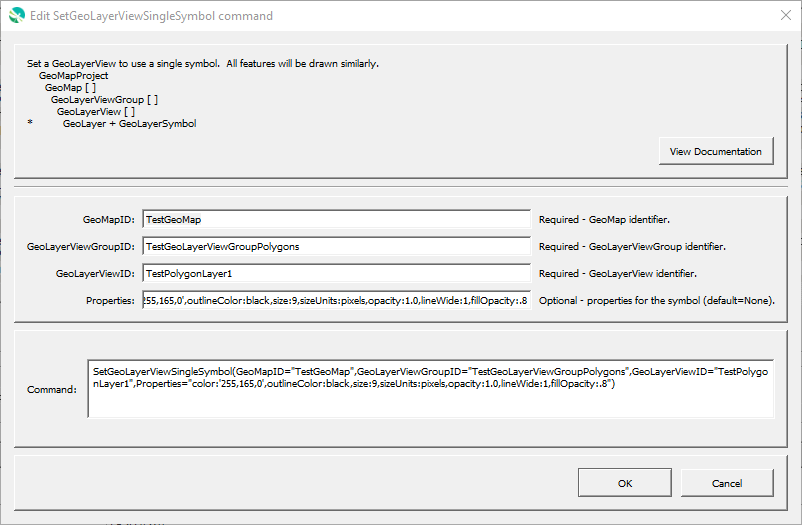 Edit SetGeoLayerViewSingleSymbol command
Set a GeoLayerView to use a single symbol.  All features will be drawn similarly.
GeoMapProject
GeoMap [ ]
GeoLayerViewGroup [ ]
GeoLayerView [ ]
* GeoLayer + GeoLayerSymbol
View Documentation
GeoMapID: TestGeoMap Required - GeoMap identifier.
GeoLayerViewGroupID: TestGeoLayerViewGroupPolygons Required - GeoLayerViewGroup identifier.
GeoLayerViewID: TestPolygonLayer1 Required - GeoLayerView identifier.
Properties: 255,165,0',outlineColor:black,size:9,sizeUnits:pixels,opacity:1.0,lineWide:1,fillOpacity:.8 Optional - properties for the symbol (default=None).
SetGeoLayerViewSingleSymbol(GeoMapID="TestGeoMap",GeoLayerViewGroupID="TestGeoLayerViewGroupPolygons",GeoLayerViewID="TestPolygo
Command: nLayer1",Properties="color:'255,165,0',outlineColor:black,size:9,sizeUnits:pixels,opacity:1.0,lineWide:1,fillOpacity:.8")
OK Cancel